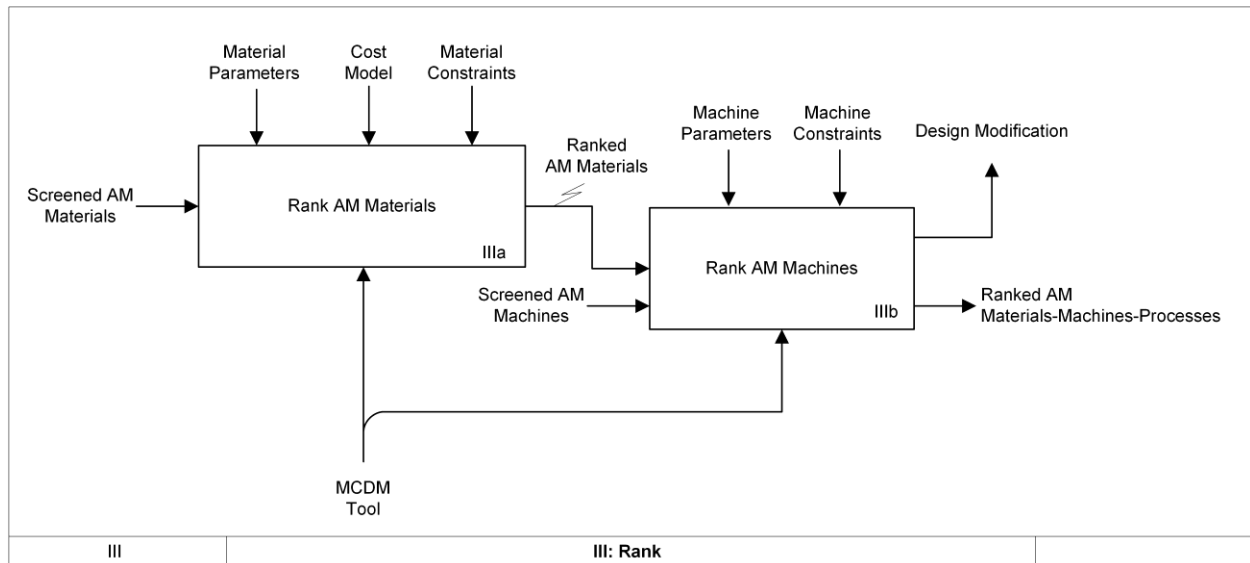 Material
Parameters
Cost
Model
Material
Constraints
Screened AM
Materials
Rank AM Materials
IIIa
Ranked
AM Materials
Machine
Parameters
Machine
Constraints
Design Modification
Screened AM
Machines
Rank AM Machines
IIIb
Ranked AM
Materials-Machines-Processes
MCDM
Tool
III
III: Rank